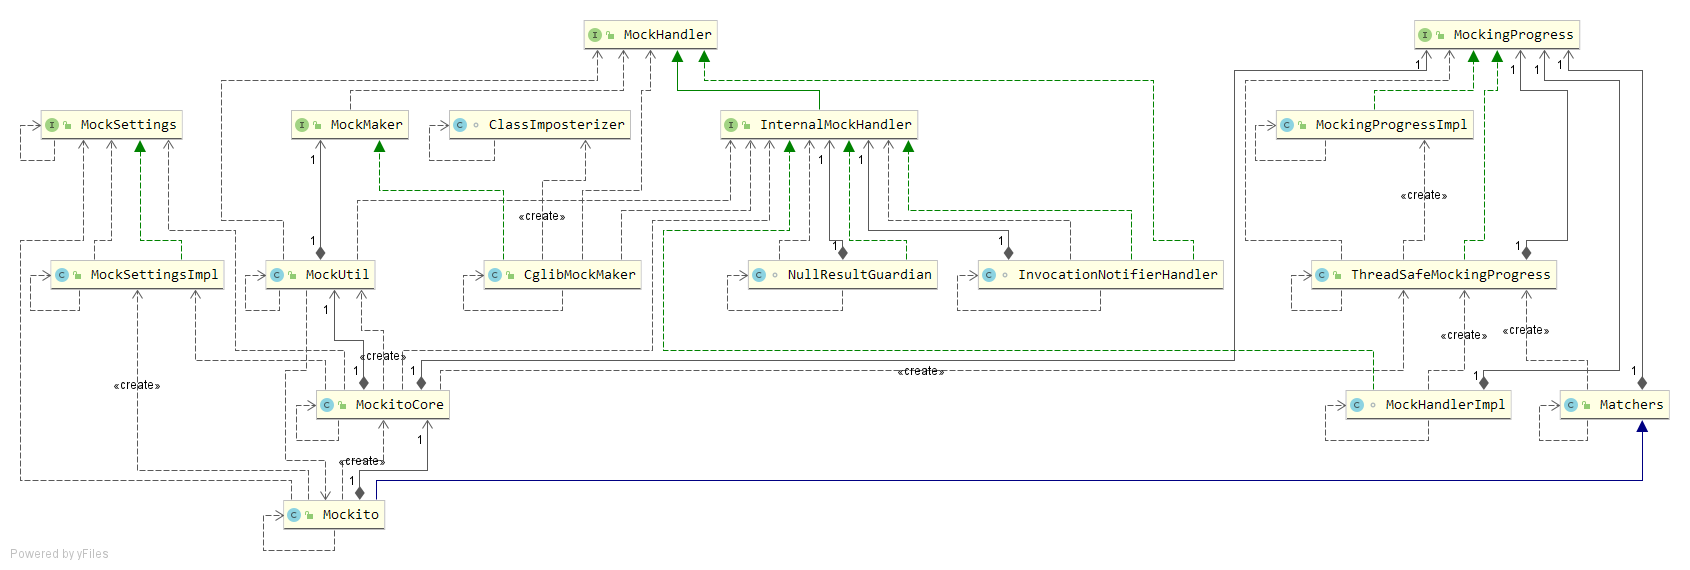 MockHandler
MockingProgress
1
1
1
1
MockSettings
MockMaker
ClassImposterizer
InternalMockHandler
MockingProgressImpl
1
1
1
«create»
«create»
1
1
1
1
MockSettingsImpl
MockUtil
CglibMockMaker
NullResultGuardian
InvocationNotifierHandler
ThreadSafeMockingProgress
1
«create»
«create»
«create»
«create»
«create»
1
1
1
1
MockitoCore
MockHandlerImpl
Matchers
1
«create»
1
Mockito
Powered by yFiles